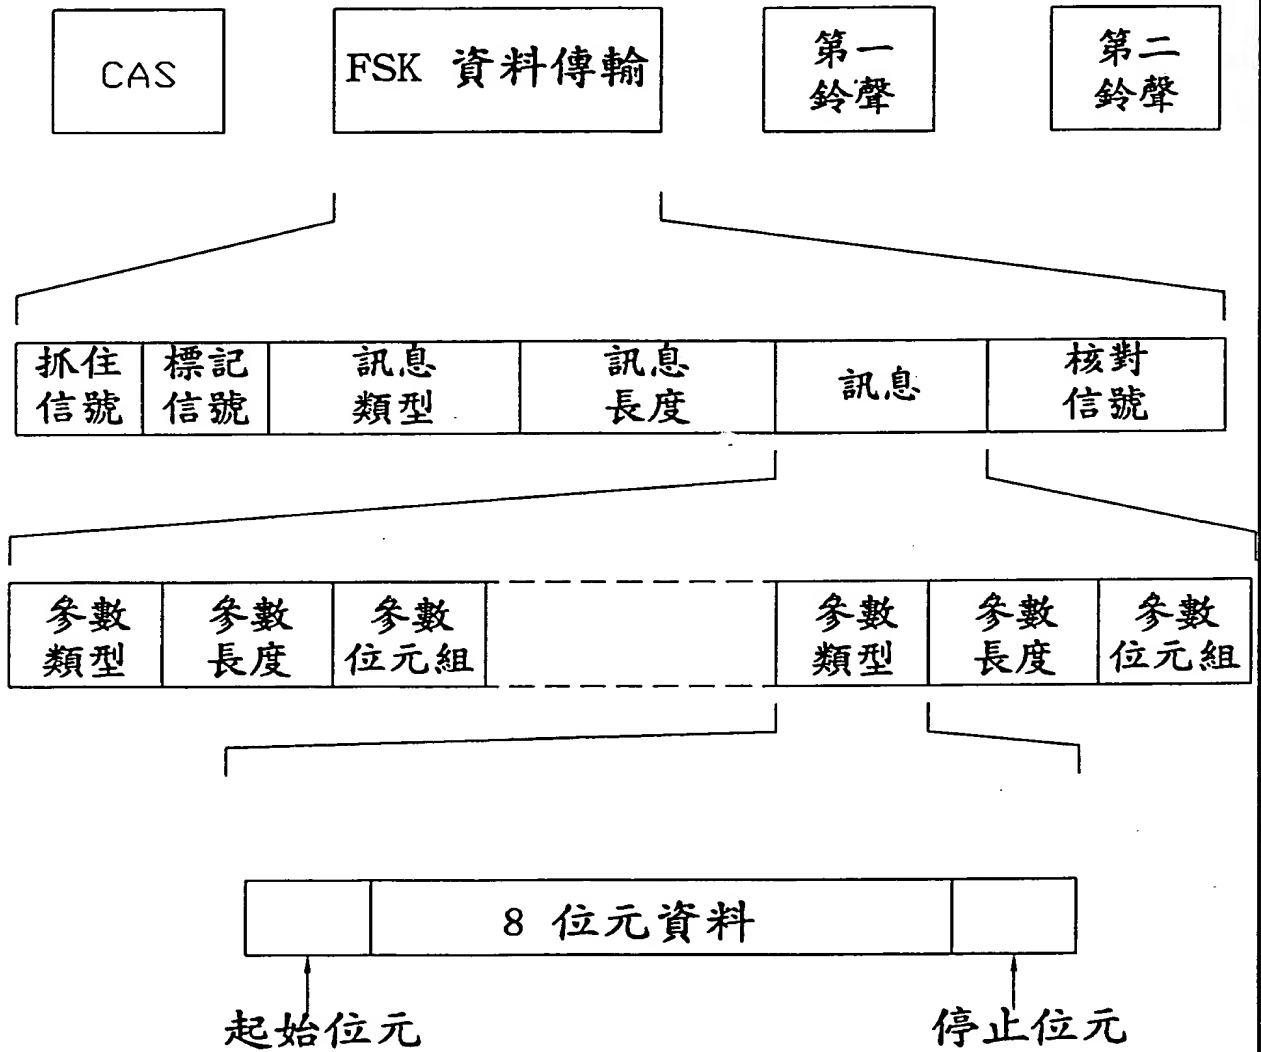 CAS
FSK 資料傳輸
第一
鈴聲
第二
鈴聲
抓住
信號
標記
信號
訊息
類型
訊息
長度
訊息
核對
信號
參數
類型
參數
長度
參數
位元組
參數
類型
參數
長度
參數
位元組
8 位元資料
起始位元
停止位元